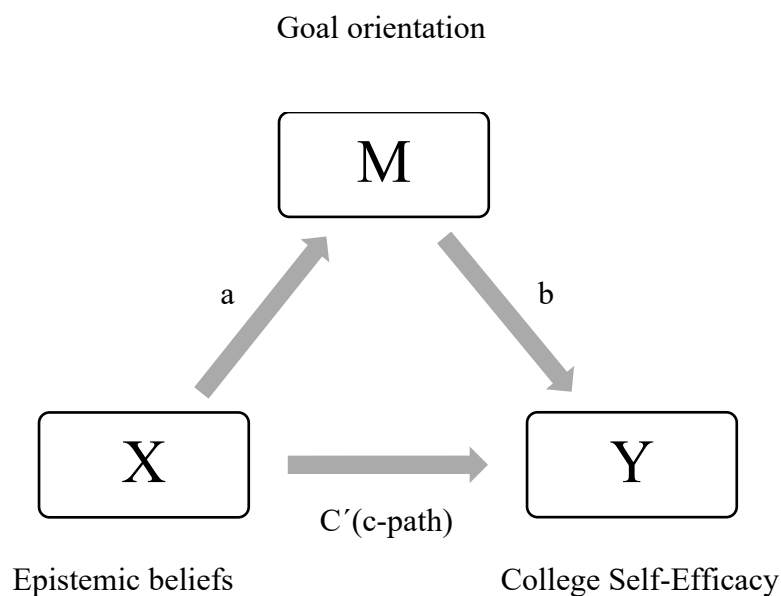 Goal orientation
M
a
b
X
Y
C´(c-path)
Epistemic beliefs
College Self-Efficacy